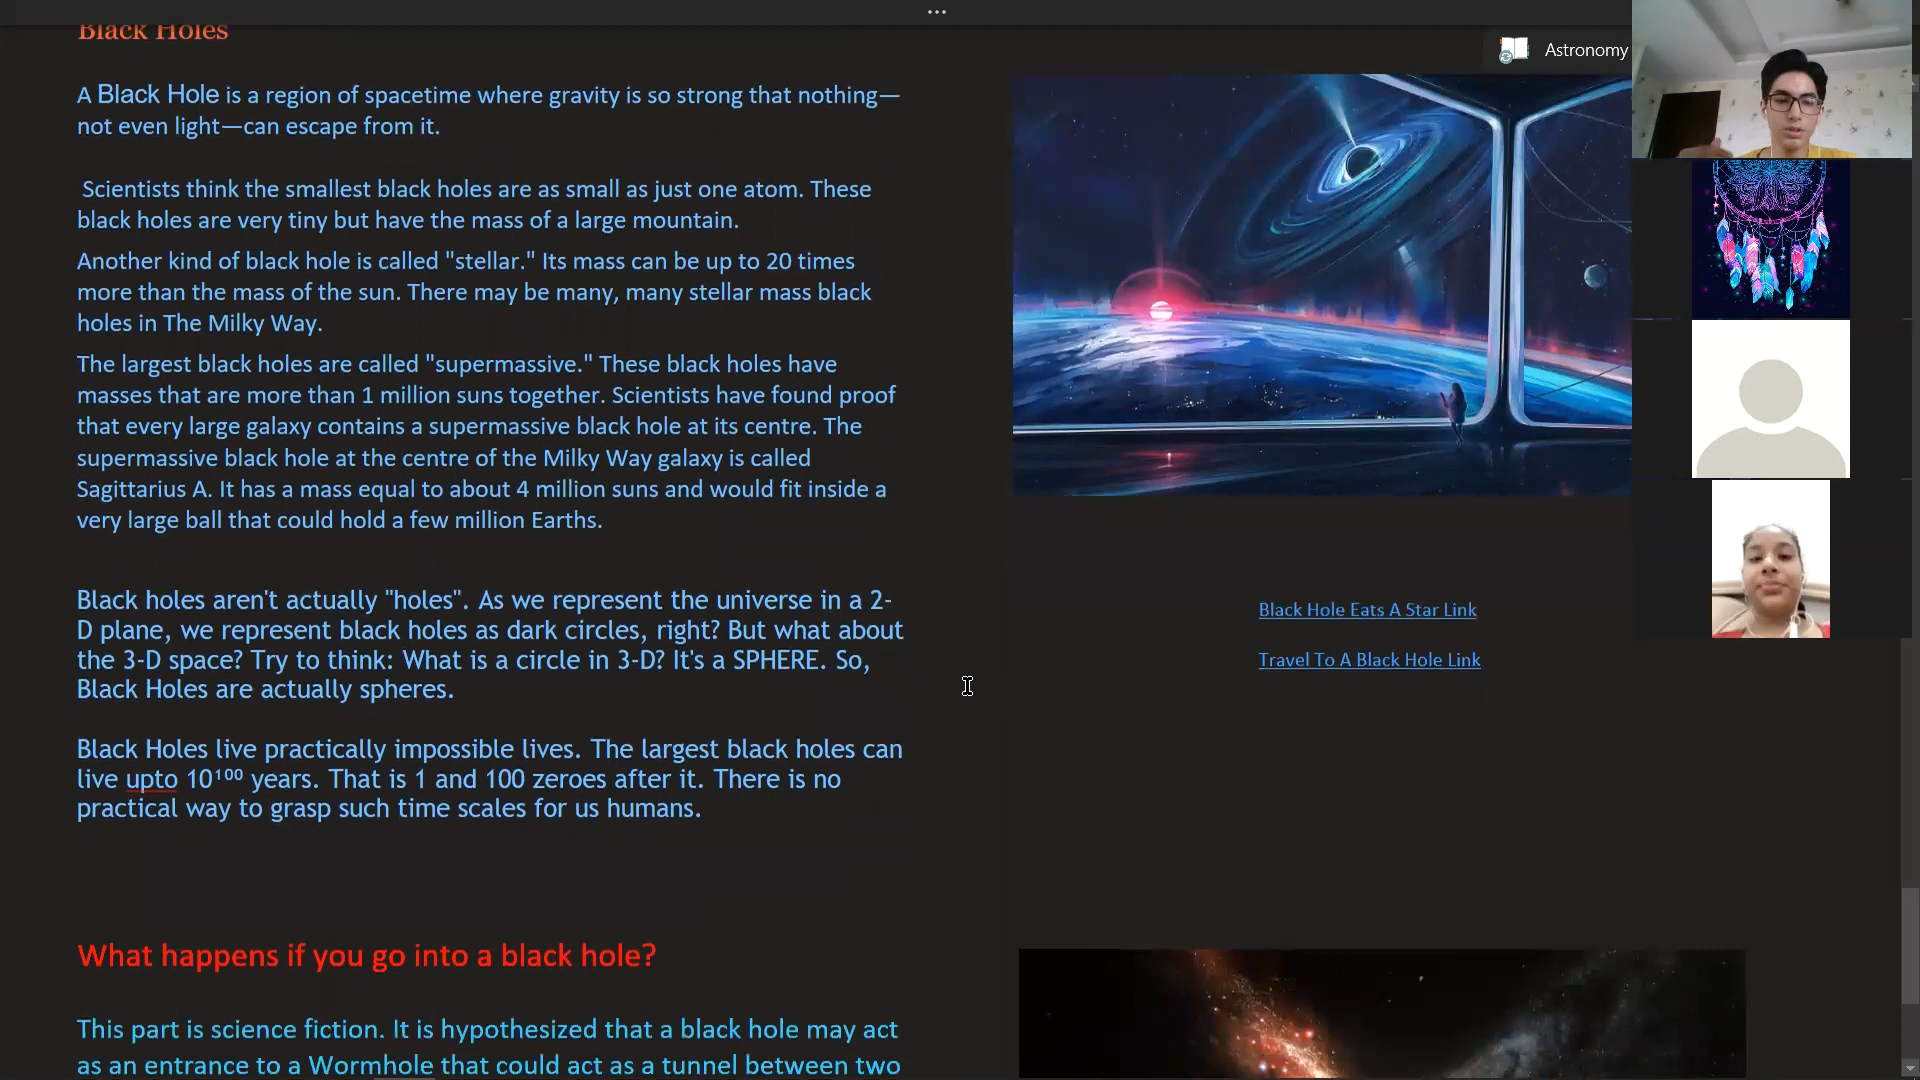 Black Holes
Astronomy
A Black Hole is a region of spacetime where gravity is so strong that nothing—
not even light—can escape from it.
Scientists think the smallest black holes are as small as just one atom. These
black holes are very tiny but have the mass of a large mountain.
Another kind of black hole is called "stellar." Its mass can be up to 20 times
more than the mass of the sun. There may be many, many stellar mass black
holes in The Milky Way.
The largest black holes are called "supermassive." These black holes have
masses that are more than 1 million suns together. Scientists have found proof
that every large galaxy contains a supermassive black hole at its centre. The
supermassive black hole at the centre of the Milky Way galaxy is called
Sagittarius A. It has a mass equal to about 4 million suns and would fit inside a
very large ball that could hold a few million Earths.
Black holes aren't actually "holes". As we represent the universe in a 2-
D plane, we represent black holes as dark circles, right? But what about
the 3-D space? Try to think: What is a circle in 3-D? It's a SPHERE. So,
Black Holes are actually spheres.
Black Holes live practically impossible lives. The largest black holes can
live upto 10¹⁰⁰ years. That is 1 and 100 zeroes after it. There is no
practical way to grasp such time scales for us humans.
Black Hole Eats A Star Link
Travel To A Black Hole Link
What happens if you go into a black hole?
This part is science fiction. It is hypothesized that a black hole may act
as an entrance to a Wormhole that could act as a tunnel between two